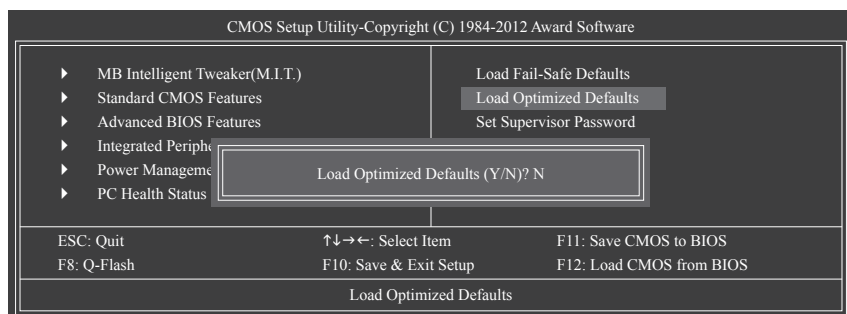 CMOS Setup Utility-Copyright (C) 1984-2012 Award Software
MB Intelligent Tweaker(M.I.T.)
Standard CMOS Features
Advanced BIOS Features
Integrated Periphe
Power Manageme
PC Health Status
Load Fail-Safe Defaults
Load Optimized Defaults
Set Supervisor Password
Load Optimized Defaults (Y/N)? N
ESC: Quit ↑↓→←: Select Item F11: Save CMOS to BIOS
F8: Q-Flash F10: Save & Exit Setup F12: Load CMOS from BIOS
Load Optimized Defaults